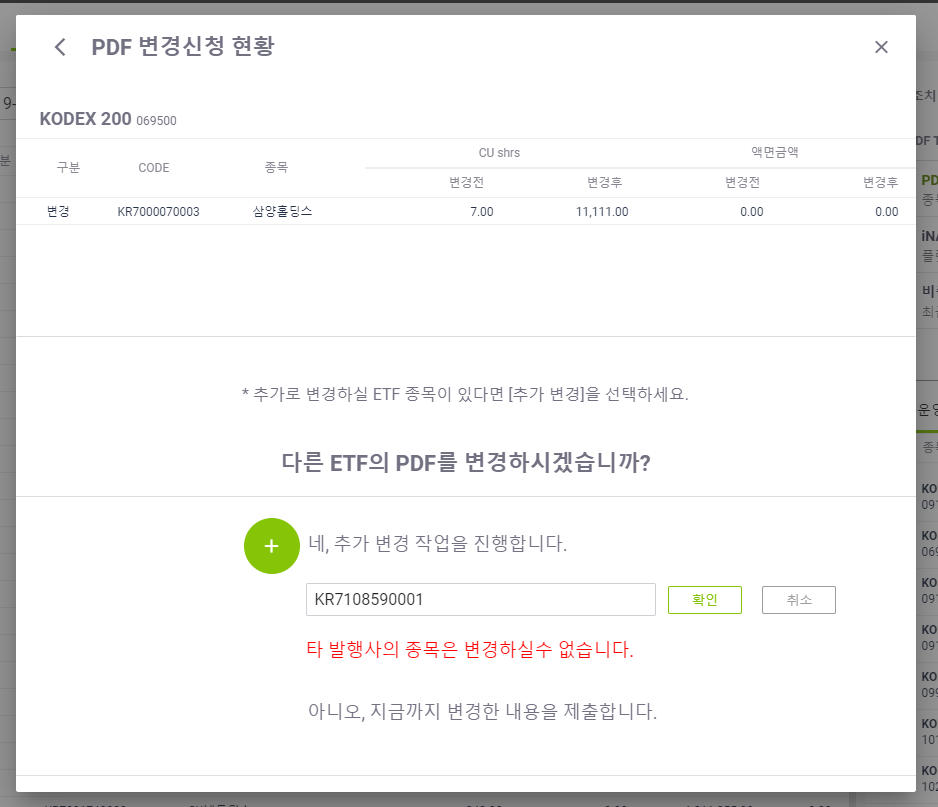 PDF 변경신청 현황
KODEX 200 069500
구분 CODE 종목 CU shrs 액면금액
변경전 변경후 변경전 변경후
변경 KR7000070003 삼양홀딩스 7.00 11,111.00 0.00 0.00
* 추가로 변경하실 ETF 종목이 있다면 [추가 변경]을 선택하세요.
다른 ETF의 PDF를 변경하시겠습니까?
+ 네, 추가 변경 작업을 진행합니다.
KR7108590001 확인 취소
타 발행사의 종목은 변경하실수 없습니다.
아니오, 지금까지 변경한 내용을 제출합니다.